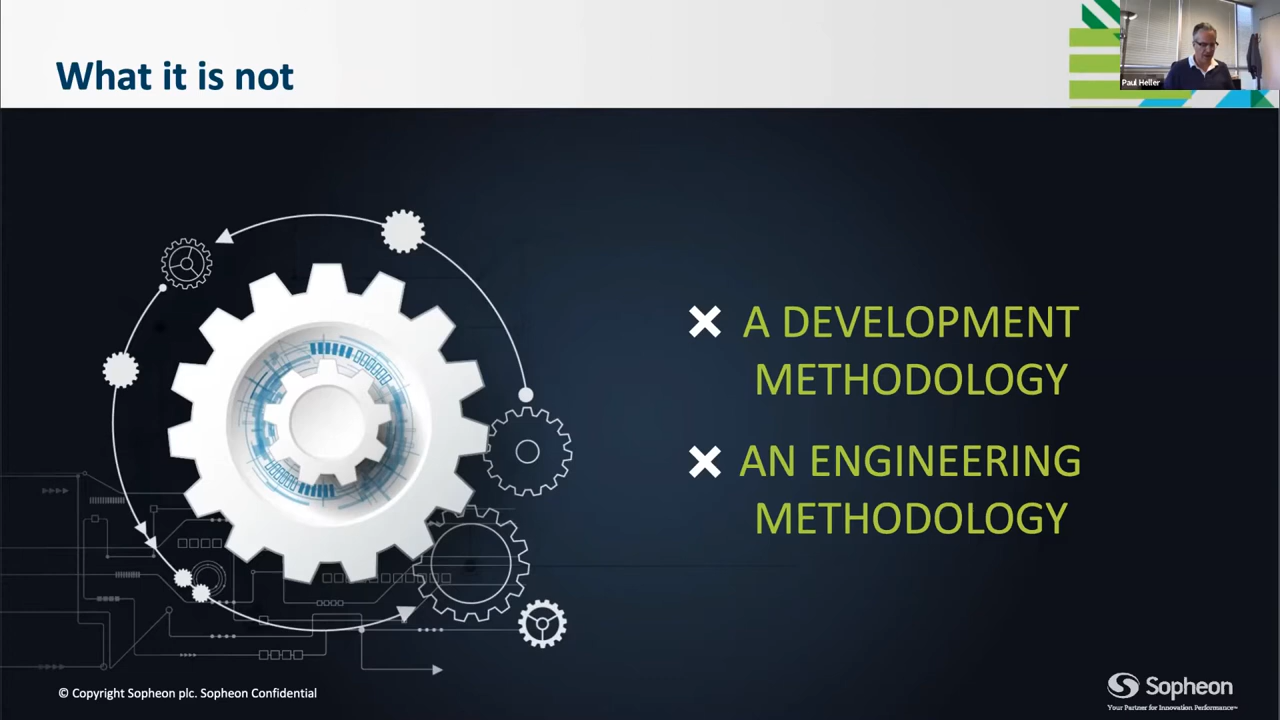 What it is not
Paul Heller
× A DEVELOPMENT
METHODOLOGY
× AN ENGINEERING
METHODOLOGY
© Copyright Sopheon plc. Sopheon Confidential
Sopheon
Your Partner for Innovation Performance™